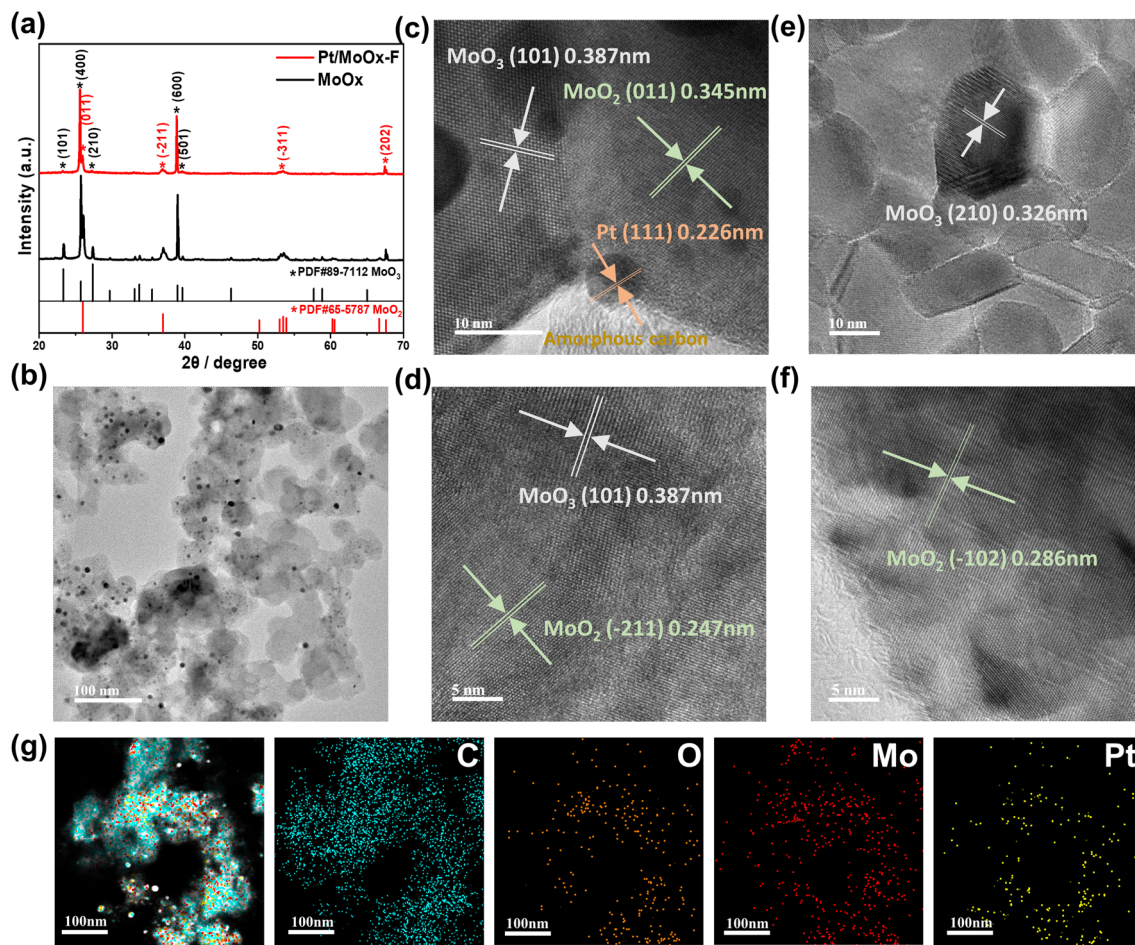 (a)
Pt/MoOx-F
MoOx
*(400)
*(011)
*(101)
*(210)
*(-211)
*(600)
*(501)
*(-311)
*(202)
*PDF#89-7112 MoO₃
*PDF#65-5787 MoO₂
Intensity (a.u.)
20 30 40 50 60 70
2θ / degree
(b)
100 nm
(c)
MoO₃ (101) 0.387nm
MoO₂ (011) 0.345nm
Pt (111) 0.226nm
Amorphous carbon
10 nm
(d)
MoO₃ (101) 0.387nm
MoO₂ (-211) 0.247nm
5 nm
(e)
MoO₃ (210) 0.326nm
10 nm
(f)
MoO₂ (-102) 0.286nm
5 nm
(g)
100nm
C
100nm
O
100nm
Mo
100nm
Pt
100nm